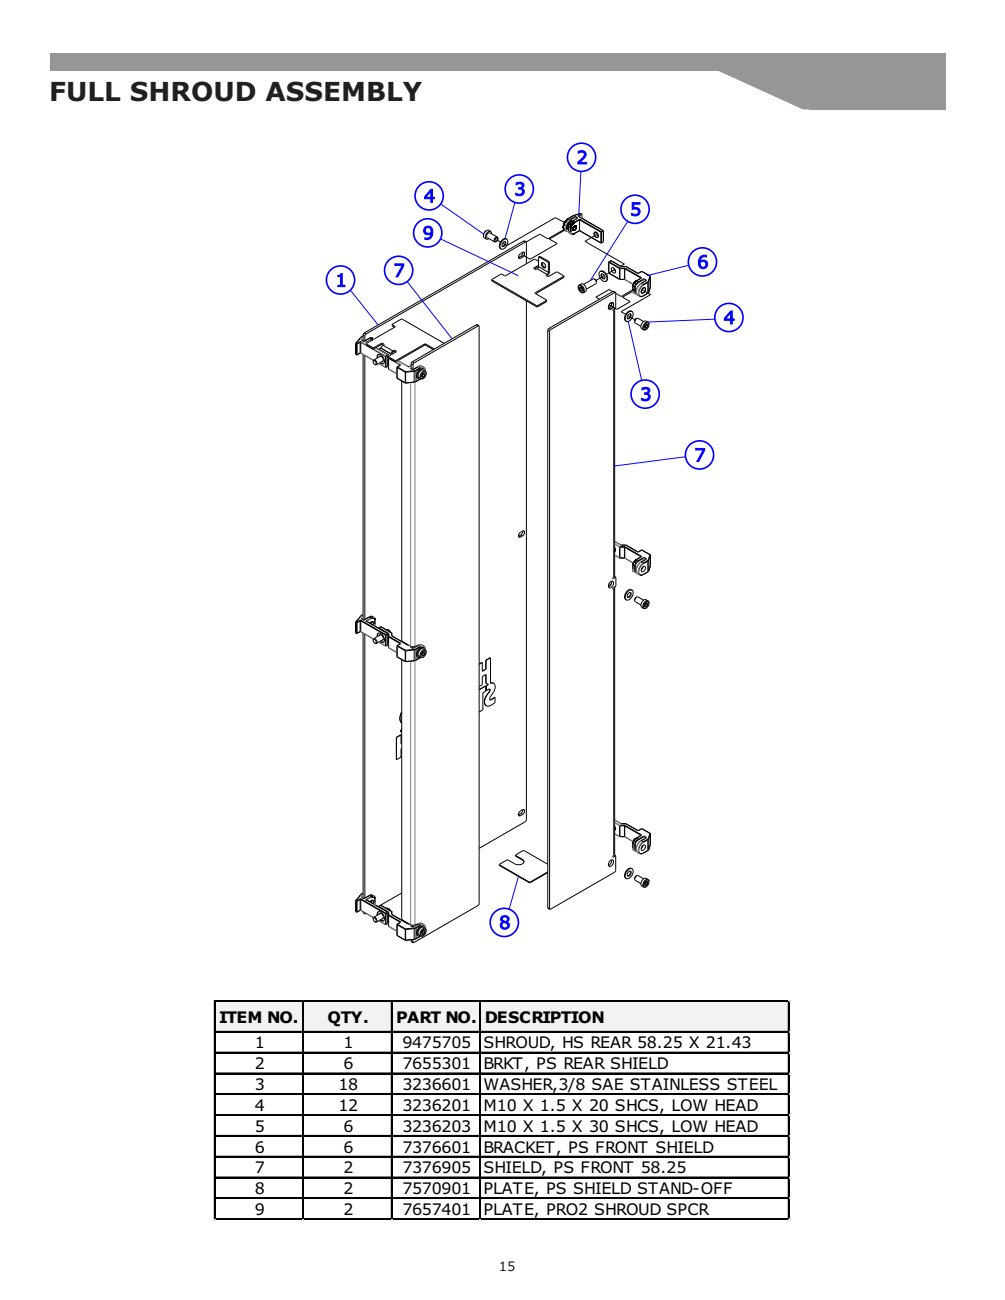 FULL SHROUD ASSEMBLY
2
3
4
5
9
6
7
1
4
3
7
8
ITEM NO. QTY. PART NO. DESCRIPTION
1 1 9475705 SHROUD, HS REAR 58.25 X 21.43
2 6 7655301 BRKT, PS REAR SHIELD
3 18 3236601 WASHER,3/8 SAE STAINLESS STEEL
4 12 3236201 M10 X 1.5 X 20 SHCS, LOW HEAD
5 6 3236203 M10 X 1.5 X 30 SHCS, LOW HEAD
6 6 7376601 BRACKET, PS FRONT SHIELD
7 2 7376905 SHIELD, PS FRONT 58.25
8 2 7570901 PLATE, PS SHIELD STAND-OFF
9 2 7657401 PLATE, PRO2 SHROUD SPCR
15